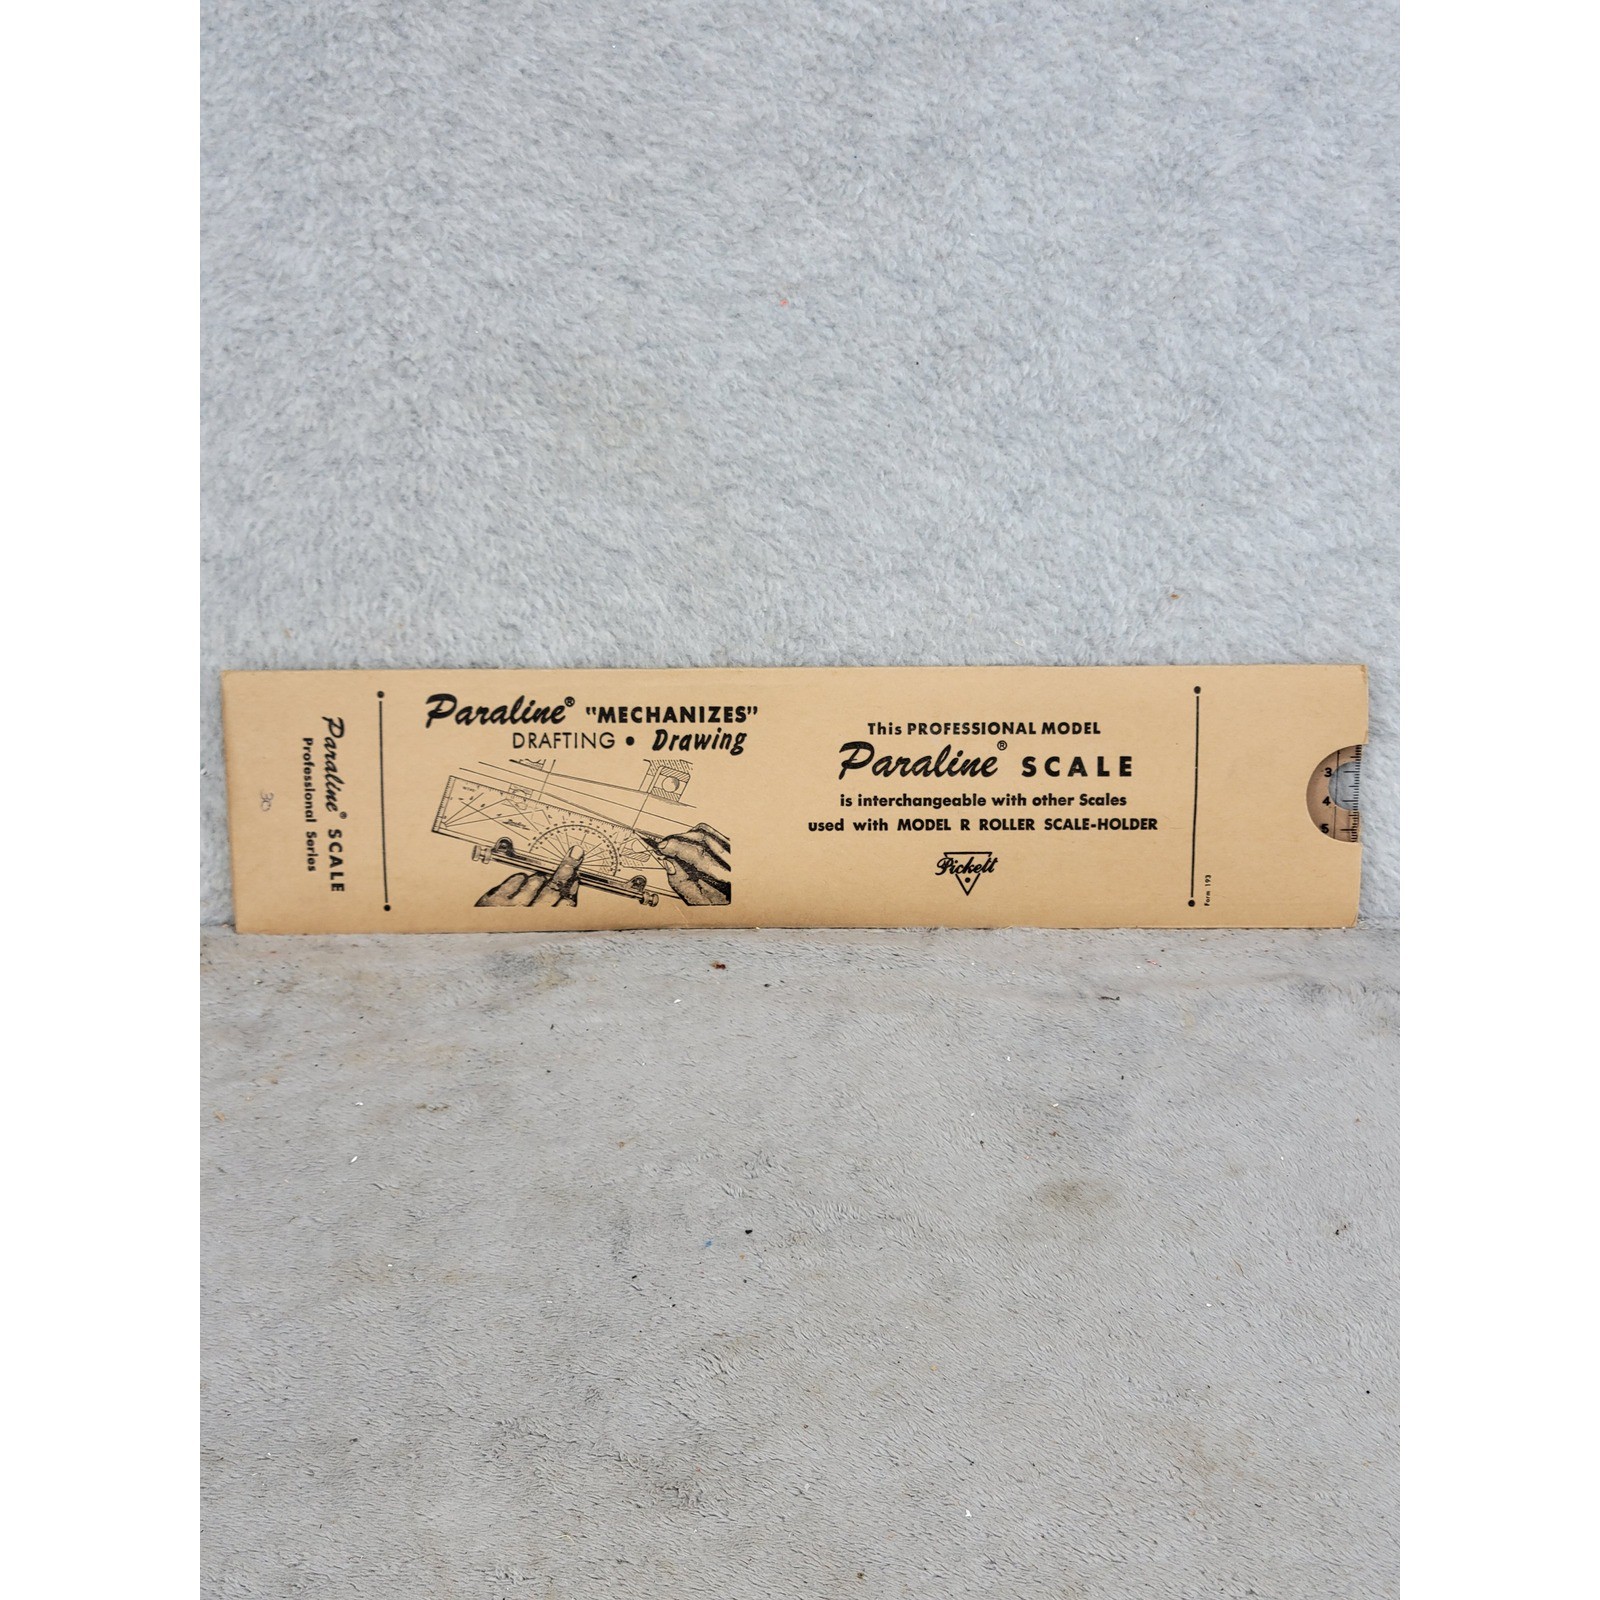 Paraline® SCALE
Professional Series
30
Paraline® "MECHANIZES"
DRAFTING • Drawing
This PROFESSIONAL MODEL
Paraline® SCALE
is interchangeable with other Scales
used with MODEL R ROLLER SCALE-HOLDER
Pickett
Form 193
3
4
5